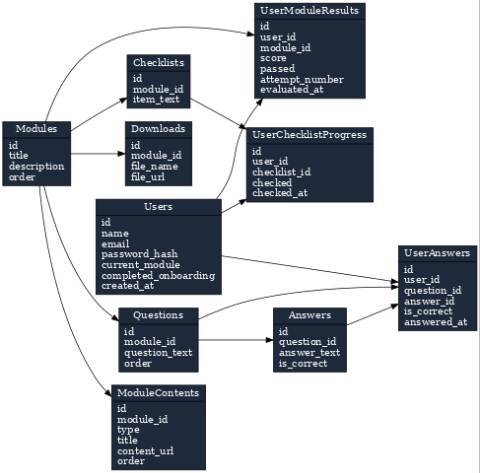 UserModuleResults
id
user_id
module_id
score
passed
attempt_number
evaluated_at
Checklists
id
module_id
item_text
Modules
id
title
description
order
Downloads
id
module_id
file_name
file_url
UserChecklistProgress
id
user_id
checklist_id
checked
checked_at
Users
id
name
email
password_hash
current_module
completed_onboarding
created_at
UserAnswers
id
user_id
question_id
answer_id
is_correct
answered_at
Questions
id
module_id
question_text
order
Answers
id
question_id
answer_text
is_correct
ModuleContents
id
module_id
type
title
content_url
order